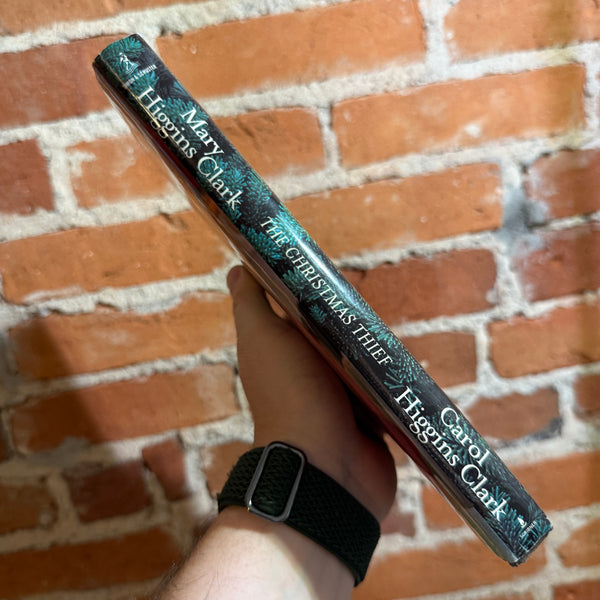 Mary
Higgins Clark
THE CHRISTMAS THIEF
Carol
Higgins Clark